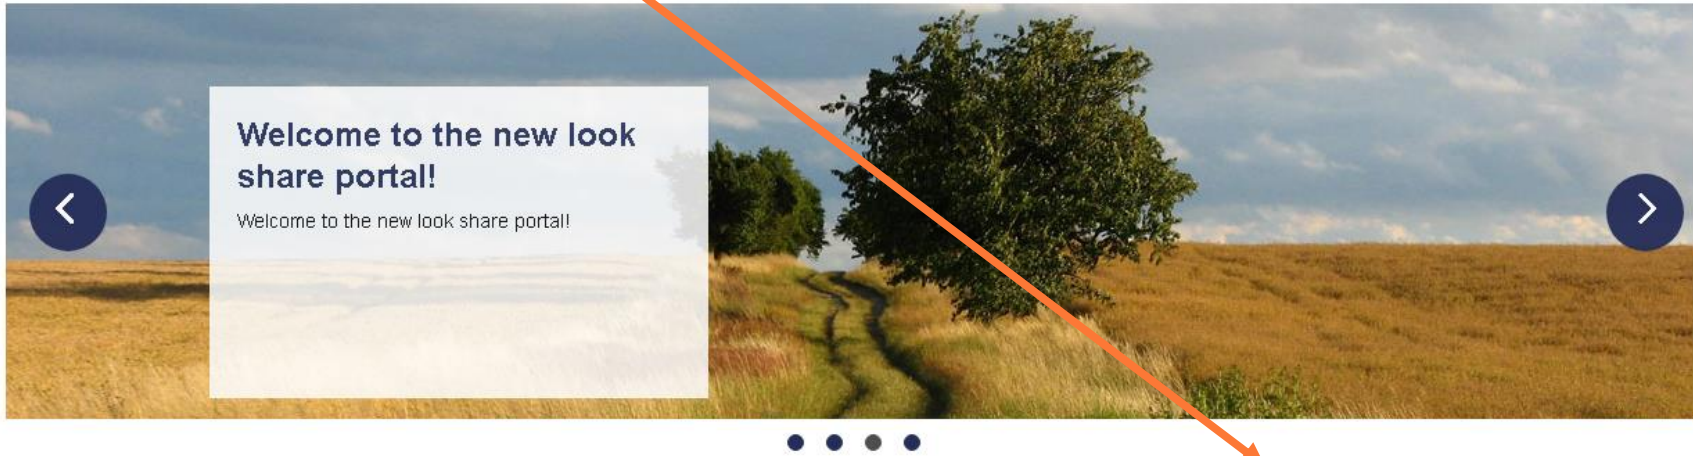 Welcome to the new look
share portal!
Welcome to the new look share portal!